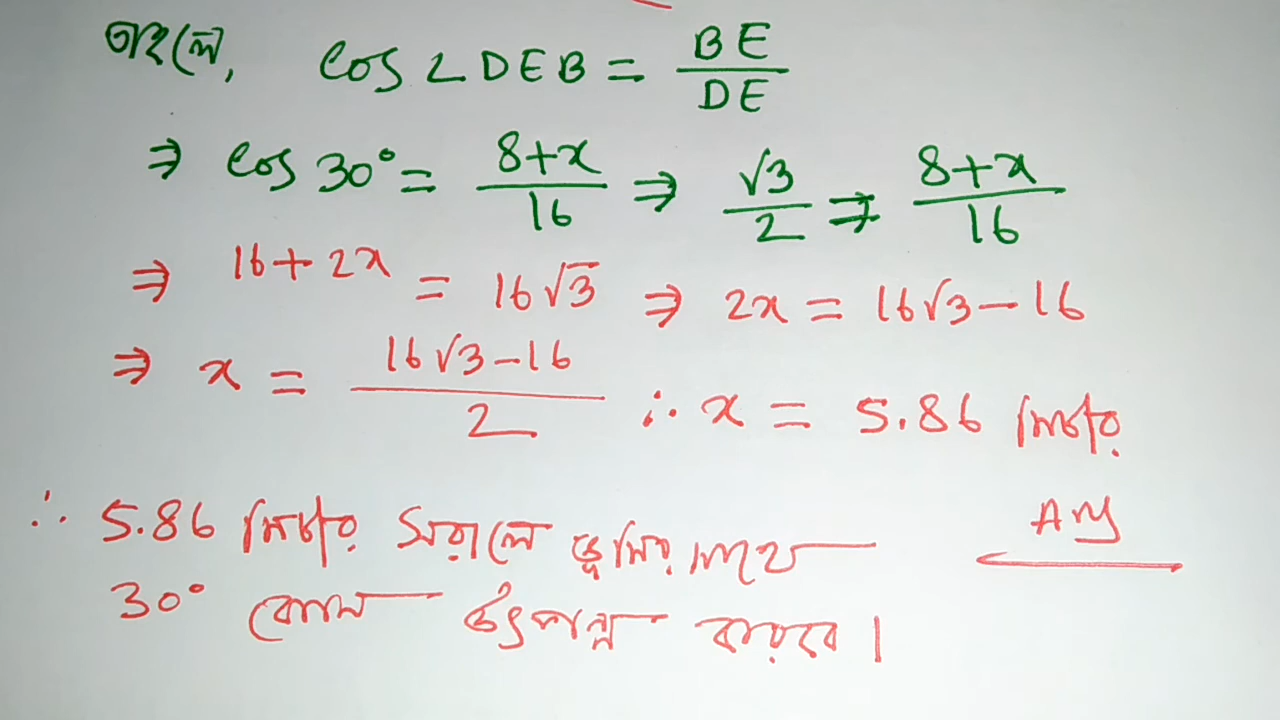 তাহলে, cos ∠DEB = BE/DE
⇒ cos 30° = 8+x/16 ⇒ √3/2 ⇒ 8+x/16
⇒ 16+2x = 16√3 ⇒ 2x = 16√3-16
⇒ x = 16√3-16/2 ∴ x = 5.86 মিটার
∴ 5.86 মিটার সরালে ভূমির সাথে Ans
30° কোণ উৎপন্ন করবে।